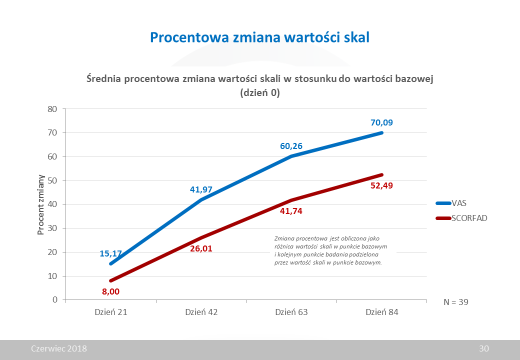 Procentowa zmiana wartości skal
Średnia procentowa zmiana wartości skali w stosunku do wartości bazowej
(dzień 0)
Procent zmiany
80
70
60
50
40
30
20
10
0
15,17
41,97
60,26
70,09
8,00
26,01
41,74
52,49
Zmiana procentowa jest obliczana jako
różnica wartości skali w punkcie bazowym
i kolejnym punkcie badania podzielona
przez wartość skali w punkcie bazowym.
Dzień 21
Dzień 42
Dzień 63
Dzień 84
VAS
SCORFAD
N = 39
Czerwiec 2018
30